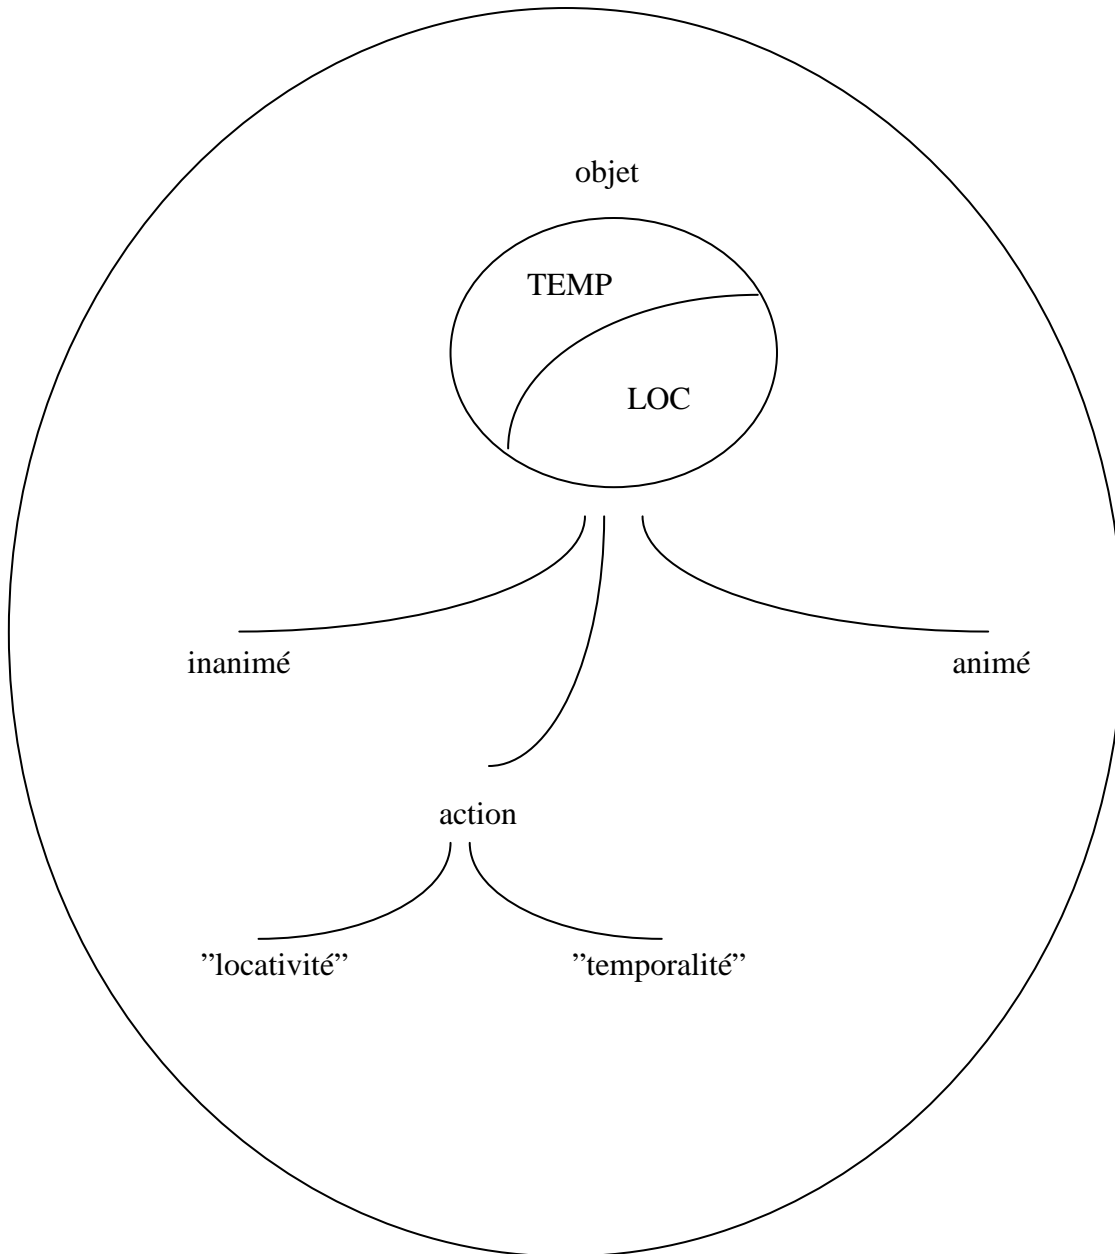 objet
TEMP
LOC
inanimé animé
action
”locativité” ”temporalité”